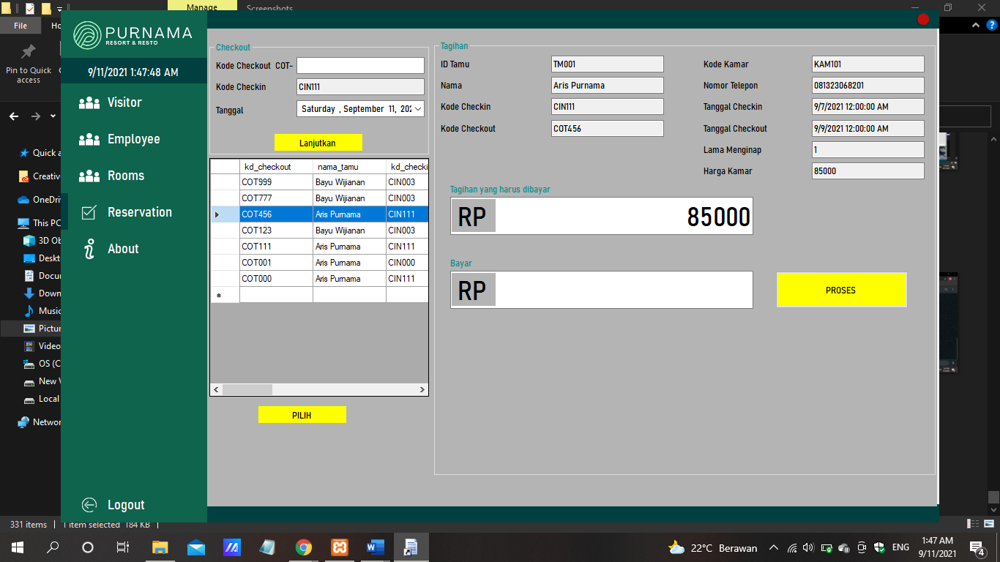 Manage
Screenshots
File
Ho
Pin to Quick
access
C
PURNAMA
RESORT & RESTO
9/11/2021 1:47:48 AM
Visitor
Employee
Rooms
Reservation
About
Logout
Quick a
Creativ
OneDri
This PC
3D Ob
Deskt
Docu
Down
Music
Pictur
Video
OS (C
New V
Local
Networ
331 items
1 item selected 184 KB
Checkout
Kode Checkout COT-
Kode Checkin CIN111
Tanggal Saturday , September 11, 202
Lanjutkan
kd_checkout nama_tamu kd_checki
COT999 Bayu Wijianan CIN003
COT777 Bayu Wijianan CIN003
COT456 Aris Purnama CIN111
COT123 Bayu Wijianan CIN003
COT111 Aris Purnama CIN111
COT001 Aris Purnama CIN000
COT000 Aris Purnama CIN111
PILIH
Tagihan
ID Tamu TM001
Nama Aris Purnama
Kode Checkin CIN111
Kode Checkout COT456
Kode Kamar KAM101
Nomor Telepon 081323068201
Tanggal Checkin 9/7/2021 12:00:00 AM
Tanggal Checkout 9/9/2021 12:00:00 AM
Lama Menginap 1
Harga Kamar 85000
Tagihan yang harus dibayar
RP 85000
Bayar
RP
PROSES
22°C Berawan
ENG
1:47 AM
9/11/2021
4